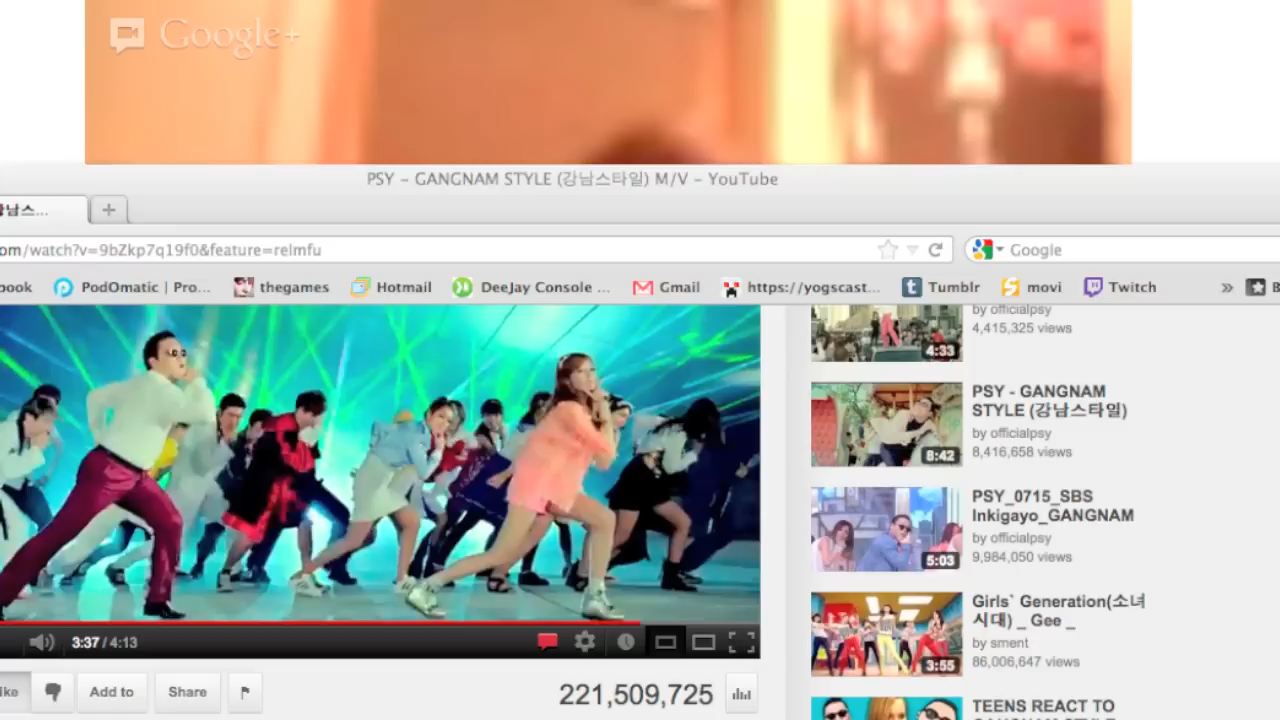 Google+
PSY - GANGNAM STYLE (강남스타일) M/V - YouTube
남스...
+
om/watch?v=9bZkp7q19f0&feature=relmfu
Google
book
PodOmatic | Pro...
thegames
Hotmail
DeeJay Console ...
Gmail
https://yogscast...
Tumblr
movi
Twitch
»
B
by officialpsy
4,415,325 views
4:33
PSY - GANGNAM
STYLE (강남스타일)
by officialpsy
8,416,658 views
8:42
PSY_0715_SBS
Inkigayo_GANGNAM
by officialpsy
9,984,050 views
5:03
Girls` Generation(소녀
시대) _ Gee _
by sment
86,006,647 views
3:55
TEENS REACT TO
3:37 / 4:13
ike
Add to
Share
221,509,725